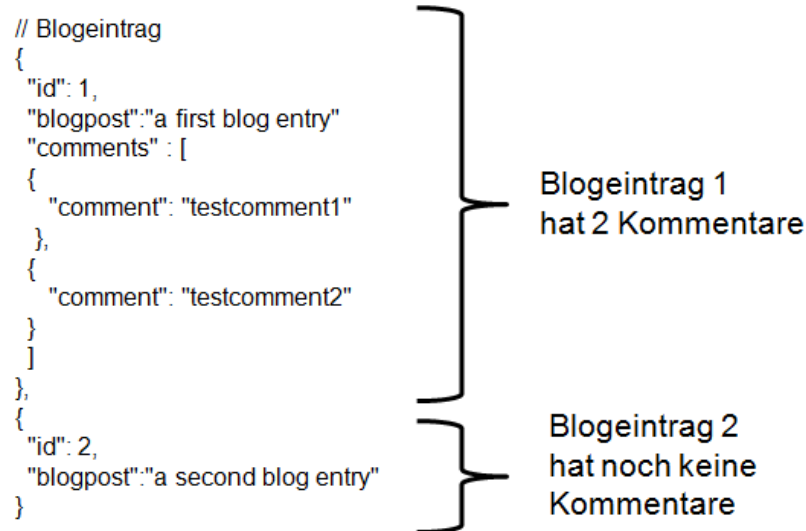 // Blogeintrag
{
"id": 1,
"blogpost":"a first blog entry"
"comments" : [
{
"comment": "testcomment1"
},
{
"comment": "testcomment2"
}
]
},
{
"id": 2,
"blogpost":"a second blog entry"
}
Blogeintrag 1
hat 2 Kommentare
Blogeintrag 2
hat noch keine
Kommentare